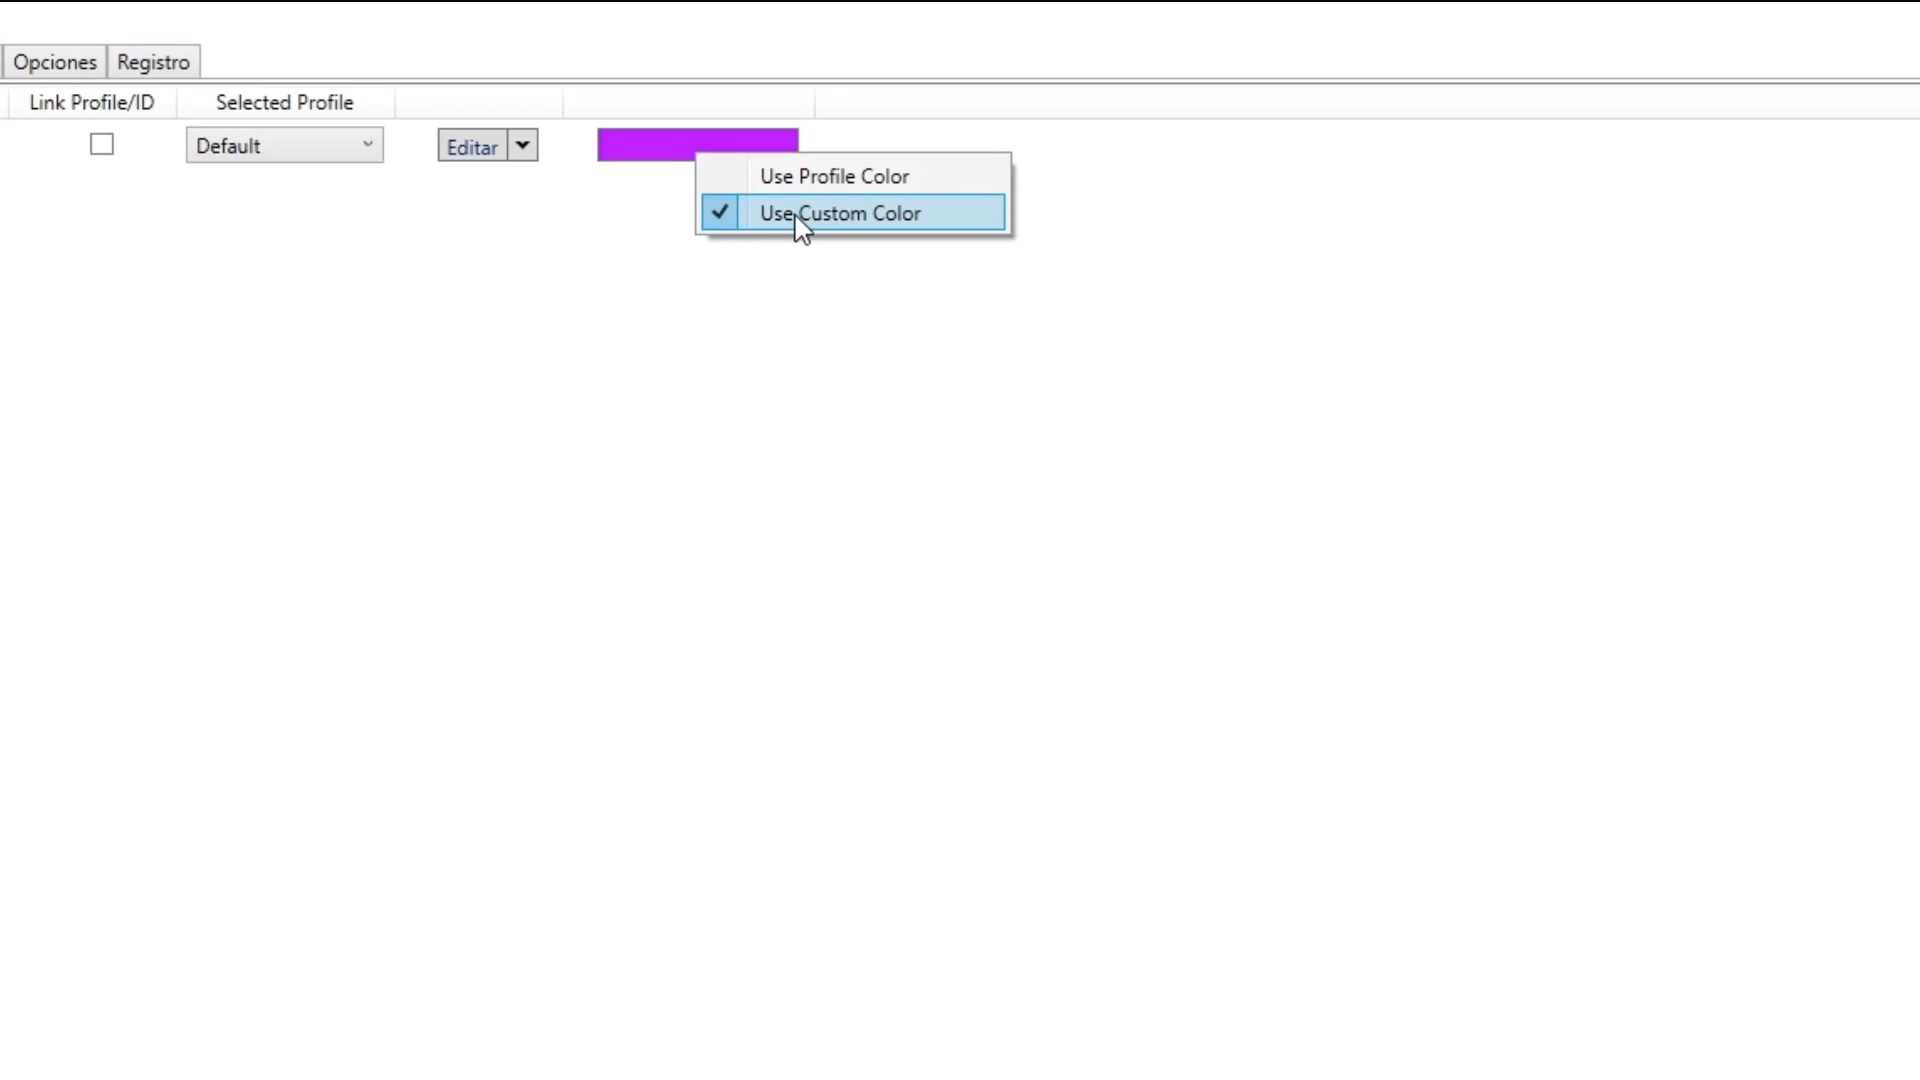 Opciones Registro
Link Profile/ID Selected Profile
Default Editar
Use Profile Color
Use Custom Color